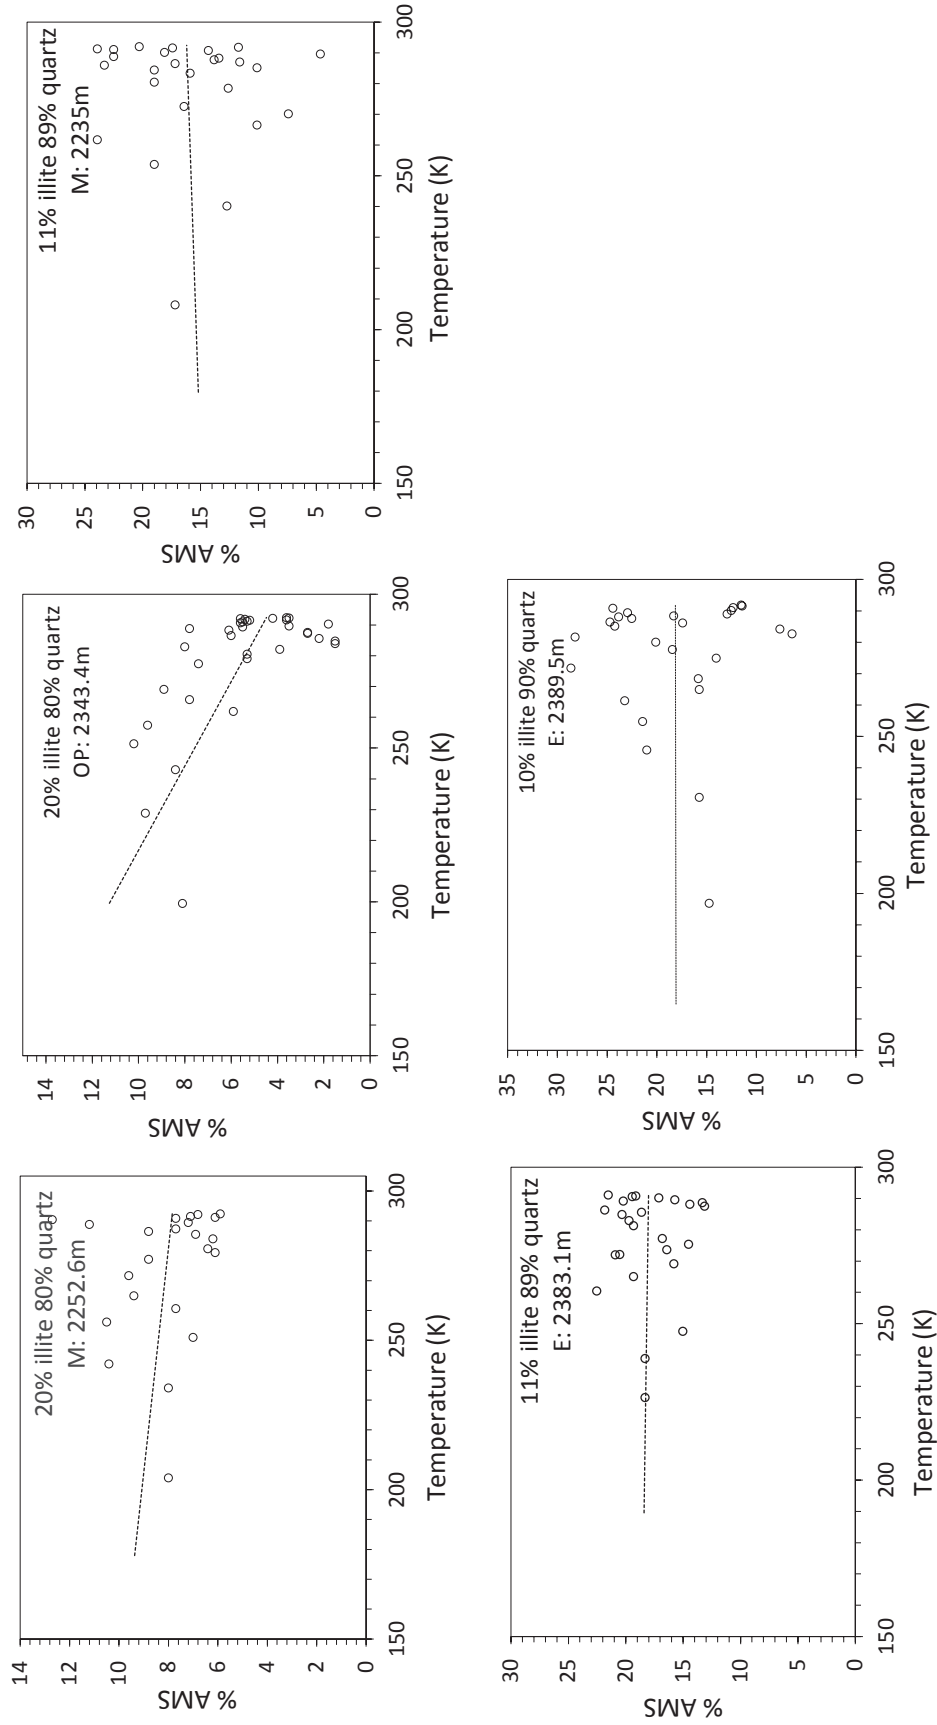 20% illite 80% quartz
M: 2252.6m
14
12
10
8
6
4
2
0
% AMS
150 200 250 300
Temperature (K)
20% illite 80% quartz
OP: 2343.4m
14
12
10
8
6
4
2
0
% AMS
150 200 250 300
Temperature (K)
11% illite 89% quartz
M: 2235m
30
25
20
15
10
5
0
% AMS
150 200 250 300
Temperature (K)
11% illite 89% quartz
E: 2383.1m
30
25
20
15
10
5
0
% AMS
150 200 250 300
Temperature (K)
10% illite 90% quartz
E: 2389.5m
35
30
25
20
15
10
5
0
% AMS
150 200 250 300
Temperature (K)